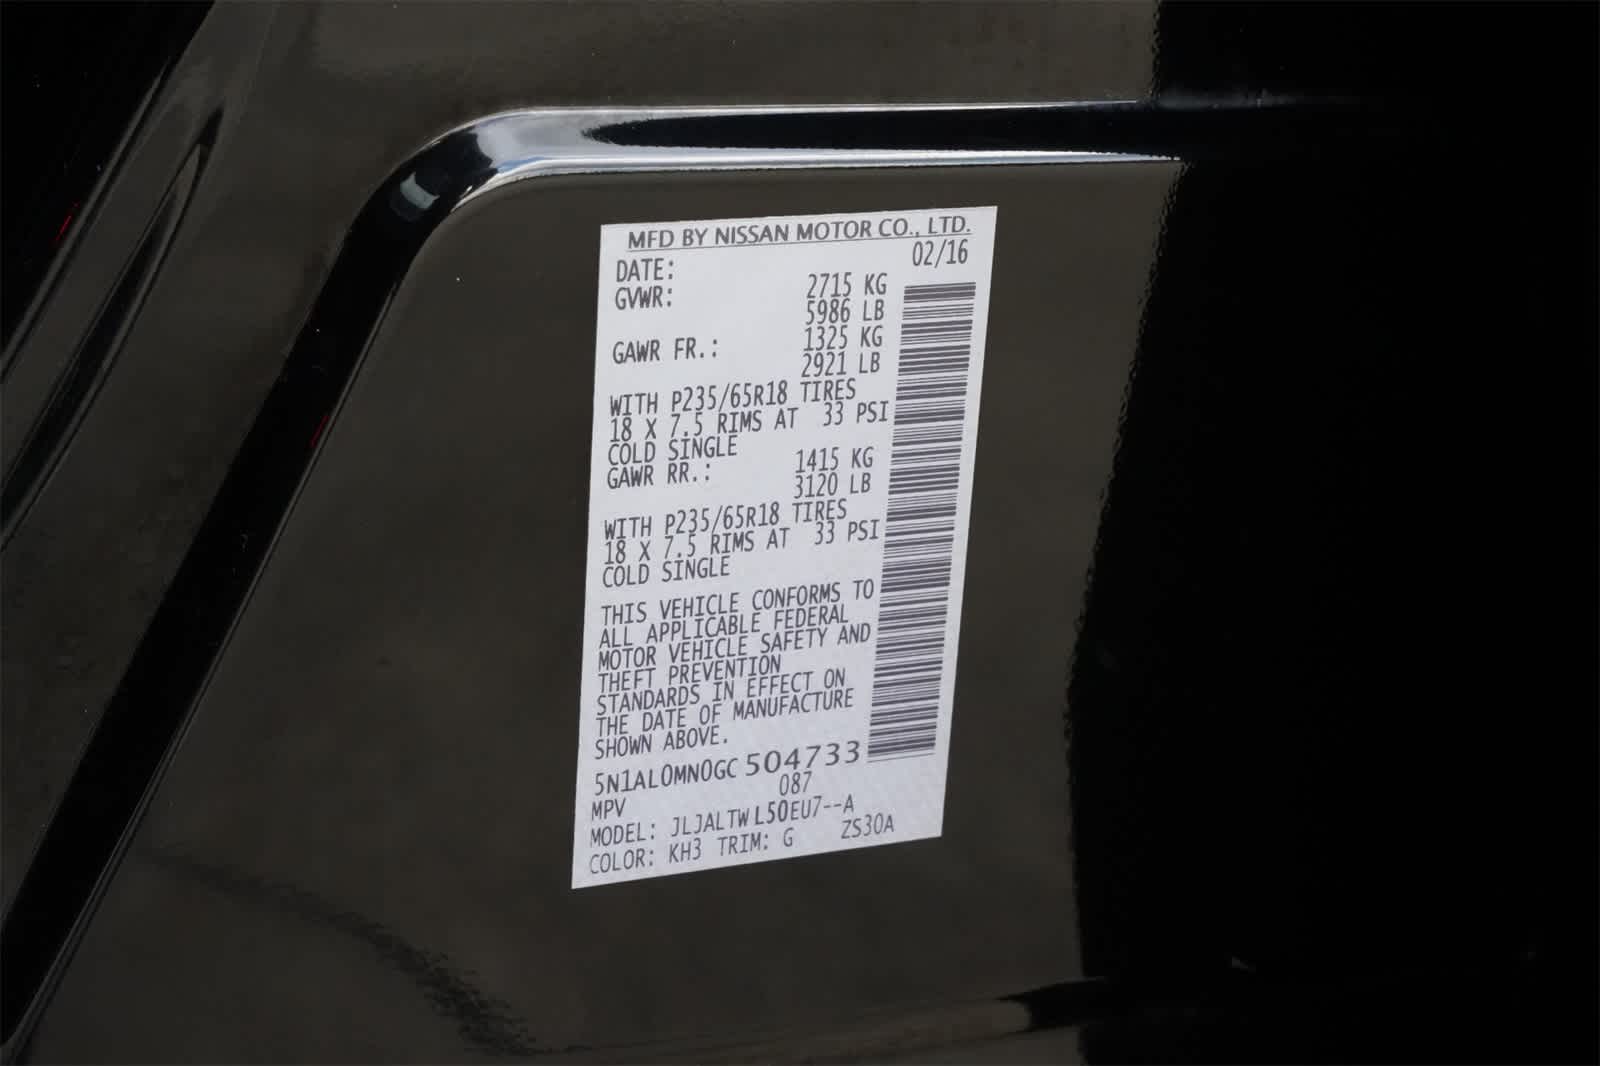 MFD BY NISSAN MOTOR CO., LTD.
DATE: 02/16
GVWR: 2715 KG
5986 LB
GAWR FR.: 1325 KG
2921 LB
WITH P235/65R18 TIRES
18 X 7.5 RIMS AT 33 PSI
COLD SINGLE
GAWR RR.: 1415 KG
3120 LB
WITH P235/65R18 TIRES
18 X 7.5 RIMS AT 33 PSI
COLD SINGLE
THIS VEHICLE CONFORMS TO
ALL APPLICABLE FEDERAL
MOTOR VEHICLE SAFETY AND
THEFT PREVENTION
STANDARDS IN EFFECT ON
THE DATE OF MANUFACTURE
SHOWN ABOVE.
5N1AL0MN0GC 504733
087
MPV
MODEL: JLJALTWL50EU7--A
COLOR: KH3 TRIM: G ZS30A